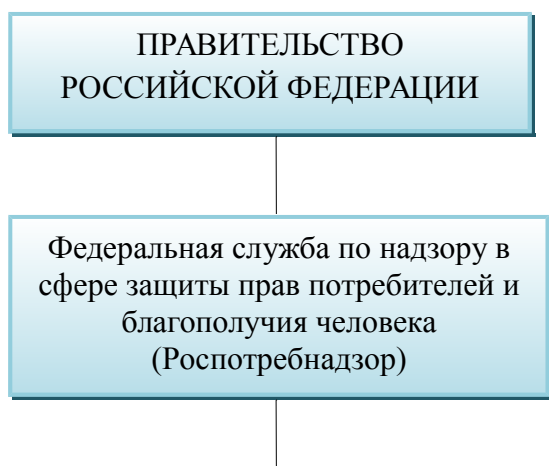 ПРАВИТЕЛЬСТВО
РОССИЙСКОЙ ФЕДЕРАЦИИ
Федеральная служба по надзору в
сфере защиты прав потребителей и
благополучия человека
(Роспотребнадзор)